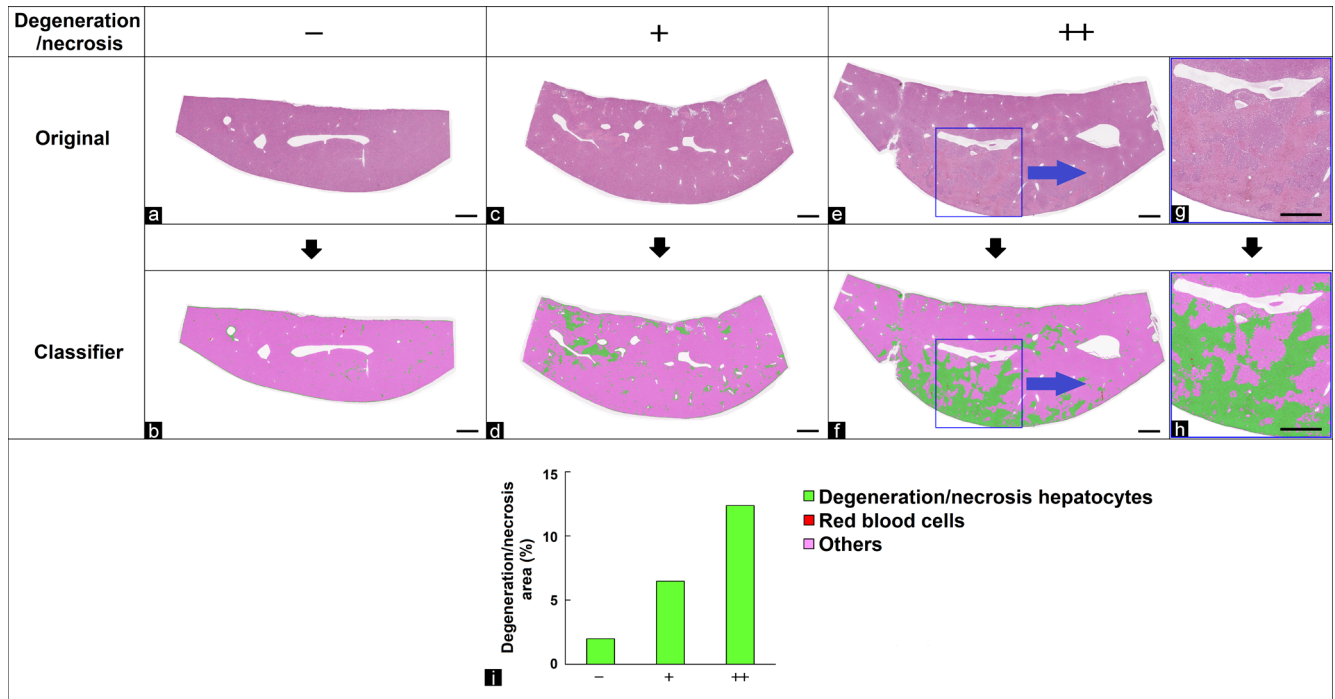 Degeneration
/necrosis
−
+
++
Original
a
c
e
g
Classifier
b
d
f
h
15
10
5
0
Degeneration/necrosis
area (%)
−
+
++
i
Degeneration/necrosis hepatocytes
Red blood cells
Others